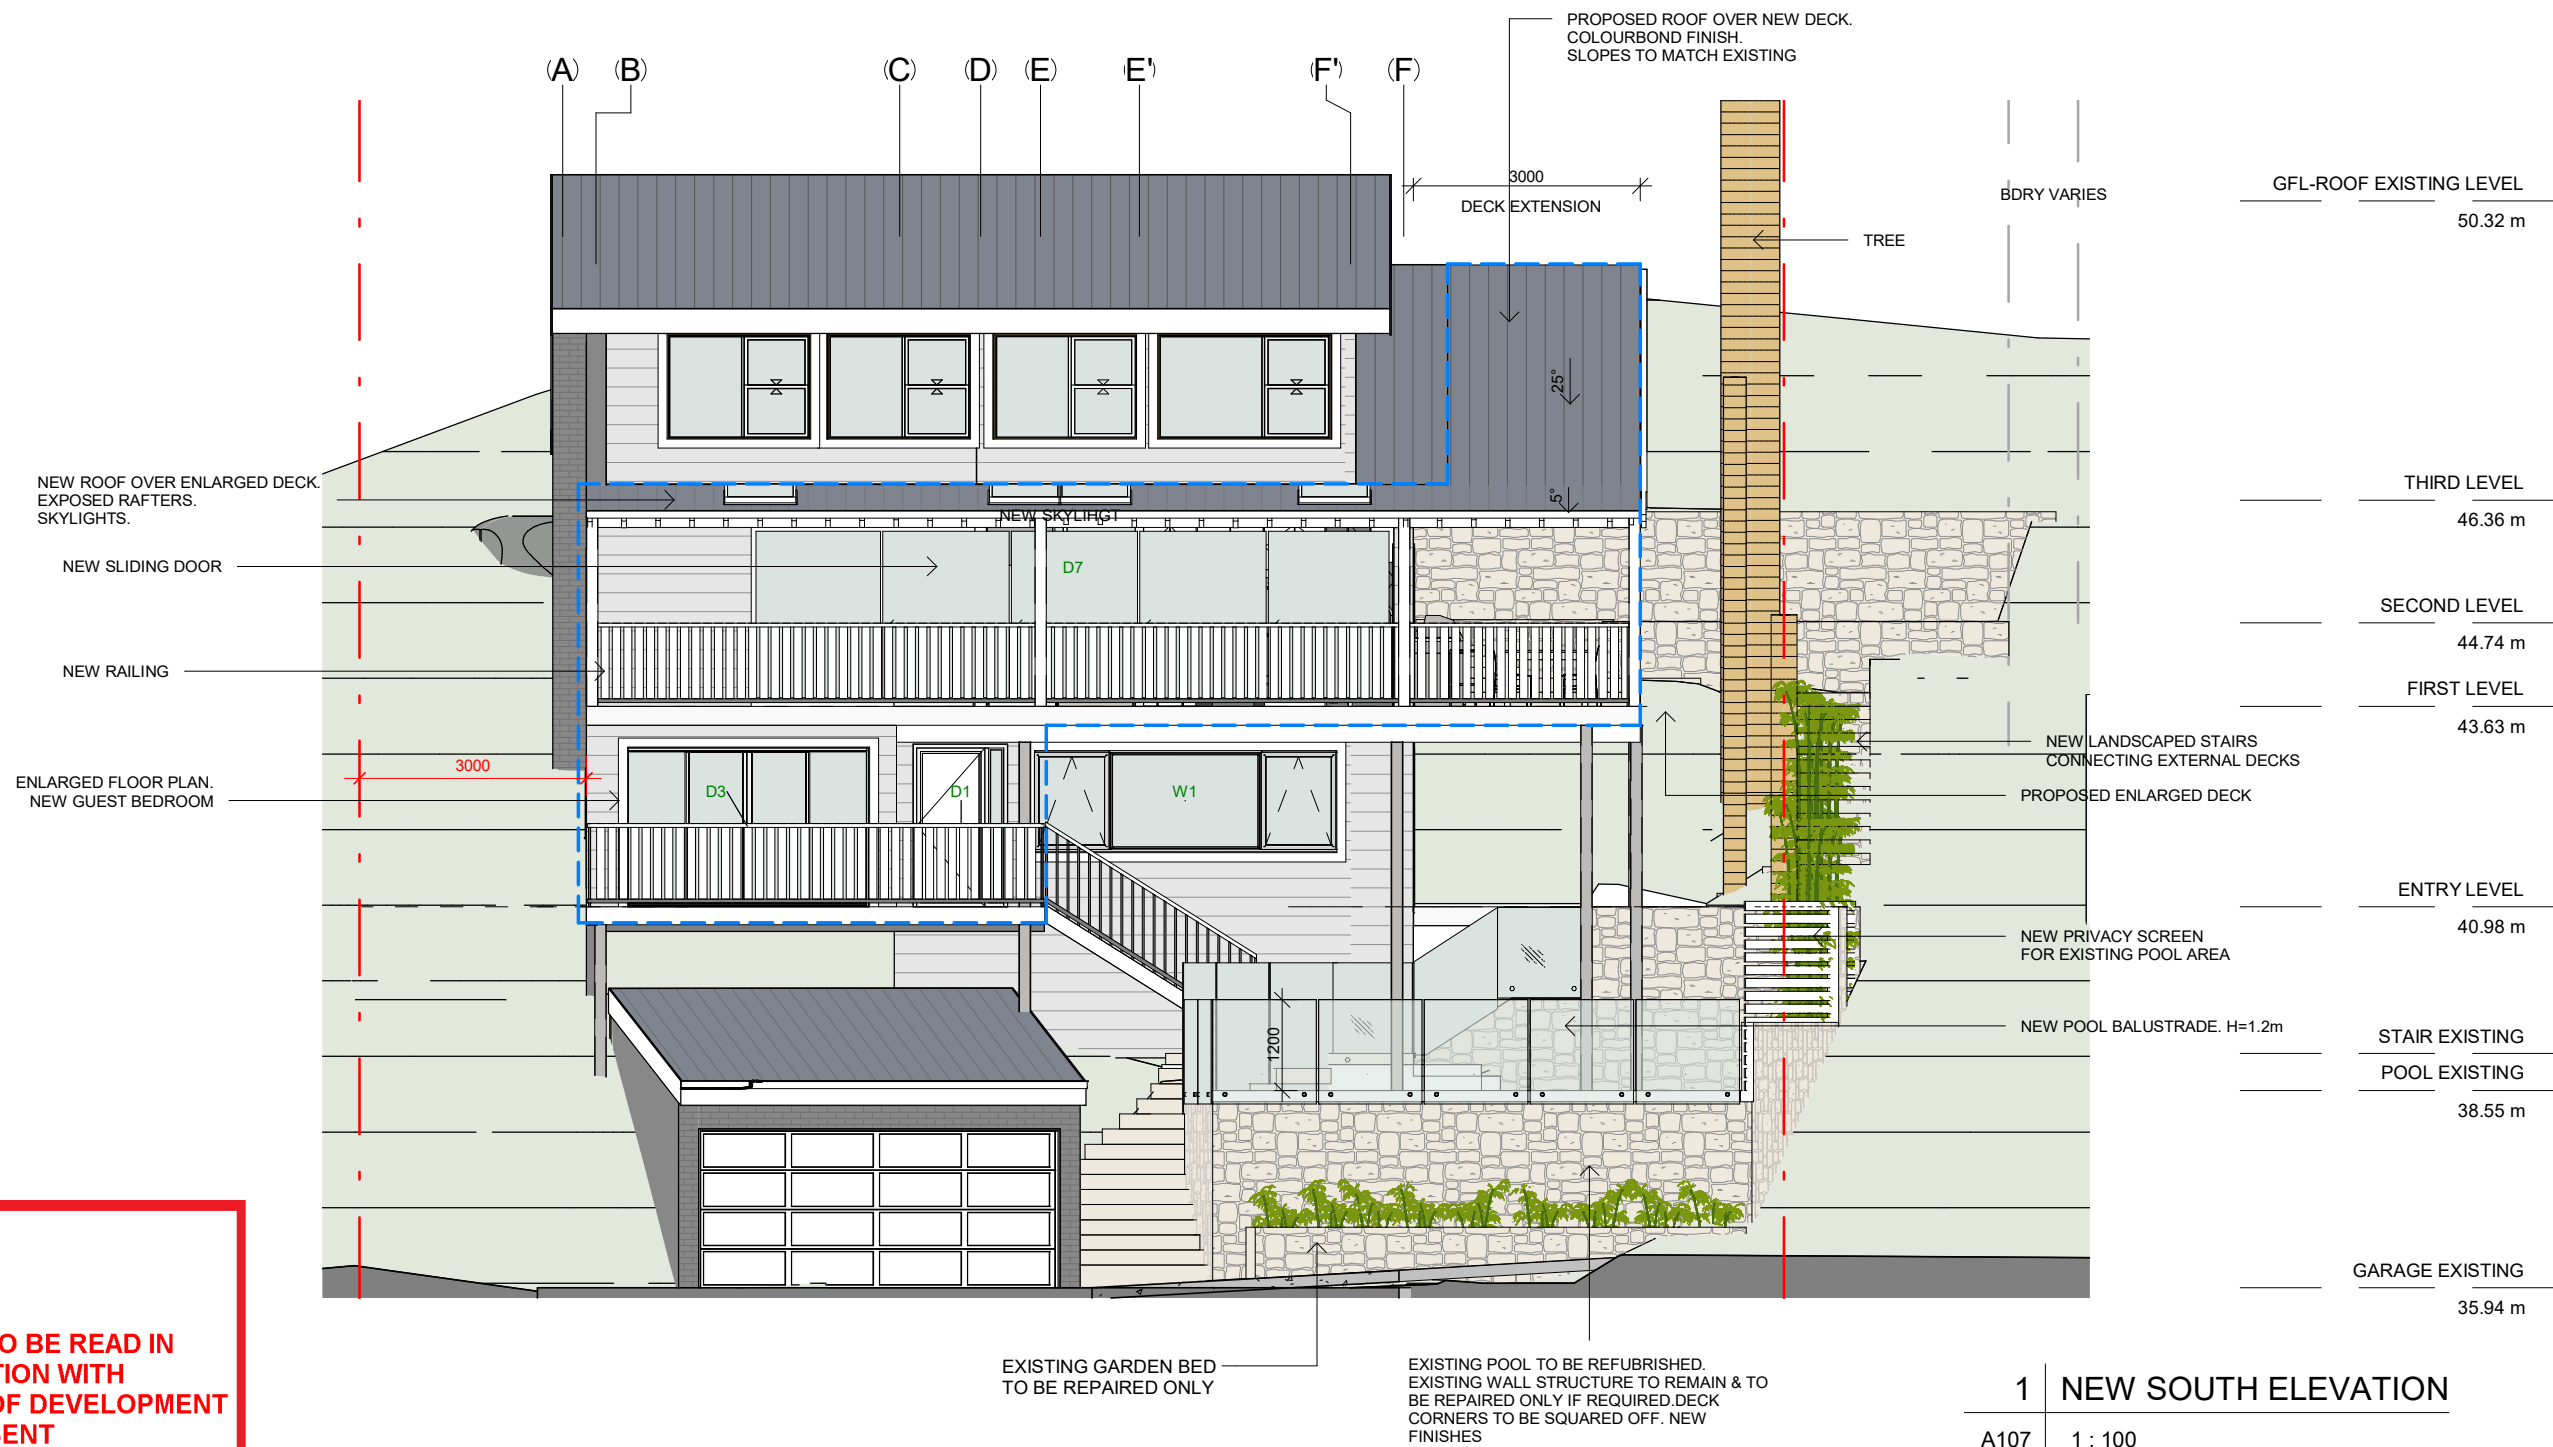 PROPOSED ROOF OVER NEW DECK.
COLOURBOND FINISH.
SLOPES TO MATCH EXISTING
(A) (B) (C) (D) (E) (E') (F') (F)
3000
DECK EXTENSION
BDRY VARIES
TREE
GFL-ROOF EXISTING LEVEL
50.32 m
25°
5°
NEW ROOF OVER ENLARGED DECK.
EXPOSED RAFTERS.
SKYLIGHTS.
NEW SKYLIHGT
THIRD LEVEL
46.36 m
NEW SLIDING DOOR
D7
SECOND LEVEL
44.74 m
NEW RAILING
FIRST LEVEL
43.63 m
NEW LANDSCAPED STAIRS
CONNECTING EXTERNAL DECKS
3000
ENLARGED FLOOR PLAN.
NEW GUEST BEDROOM
D3
D1
W1
PROPOSED ENLARGED DECK
ENTRY LEVEL
40.98 m
NEW PRIVACY SCREEN
FOR EXISTING POOL AREA
1200
NEW POOL BALUSTRADE. H=1.2m
STAIR EXISTING
POOL EXISTING
38.55 m
GARAGE EXISTING
35.94 m
O BE READ IN
TION WITH
OF DEVELOPMENT
ENT
EXISTING GARDEN BED
TO BE REPAIRED ONLY
EXISTING POOL TO BE REFUBRISHED.
EXISTING WALL STRUCTURE TO REMAIN & TO
BE REPAIRED ONLY IF REQUIRED.DECK
CORNERS TO BE SQUARED OFF. NEW
FINISHES
1 NEW SOUTH ELEVATION
A107 1 : 100